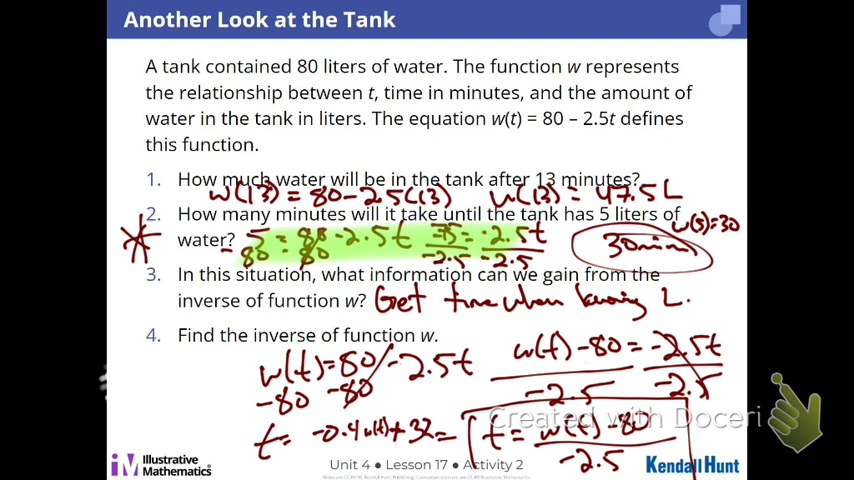 Another Look at the Tank
A tank contained 80 liters of water. The function w represents
the relationship between t, time in minutes, and the amount of
water in the tank in liters. The equation w(t) = 80 – 2.5t defines
this function.
1. How much water will be in the tank after 13 minutes?
w(13) = 80 - 2.5(13) w(13) = 47.5 L
2. How many minutes will it take until the tank has 5 liters of
water?
w(5)=30
5 = 80 - 2.5t -75 = -2.5t 30 min
-80 -80 -2.5 -2.5
3. In this situation, what information can we gain from the
inverse of function w? Get time when knowing L.
4. Find the inverse of function w.
w(t) = 80 - 2.5t w(t) - 80 = -2.5t
-80 -80 -2.5 -2.5
t = -0.4w(t) + 32 = t = w(t) - 80
-2.5
Created with Doceri
iM Illustrative Mathematics®
Unit 4 • Lesson 17 • Activity 2
Kendall Hunt